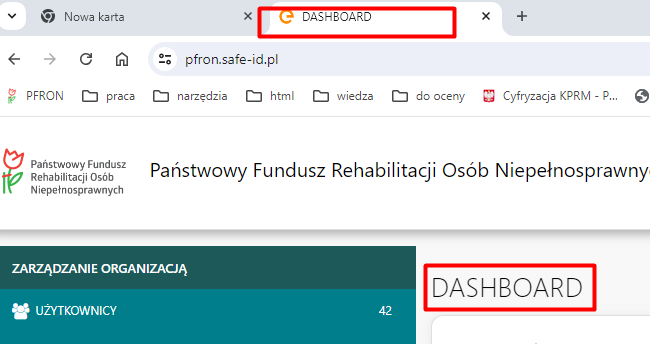 Nowa karta
DASHBOARD
pfron.safe-id.pl
PFRON praca narzędzia html wiedza do oceny Cyfryzacja KPRM - P...
Państwowy Fundusz
Rehabilitacji Osób
Niepełnosprawnych
Państwowy Fundusz Rehabilitacji Osób Niepełnosprawny
ZARZĄDZANIE ORGANIZACJĄ
UŻYTKOWNICY 42
DASHBOARD